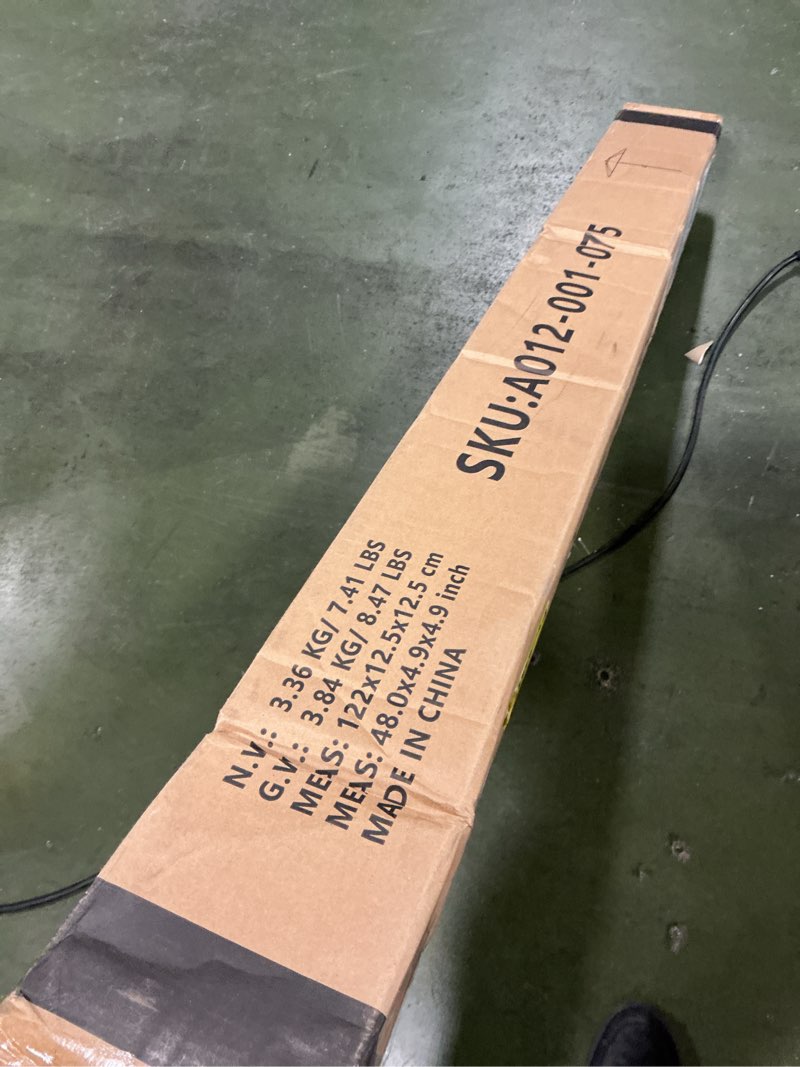 SKU:A012-001-075
N.W.: 3.36 KG/ 7.41 LBS
G.W.: 3.84 KG/ 8.47 LBS
MEAS: 122x12.5x12.5 cm
MEAS: 48.0x4.9x4.9 inch
MADE IN CHINA